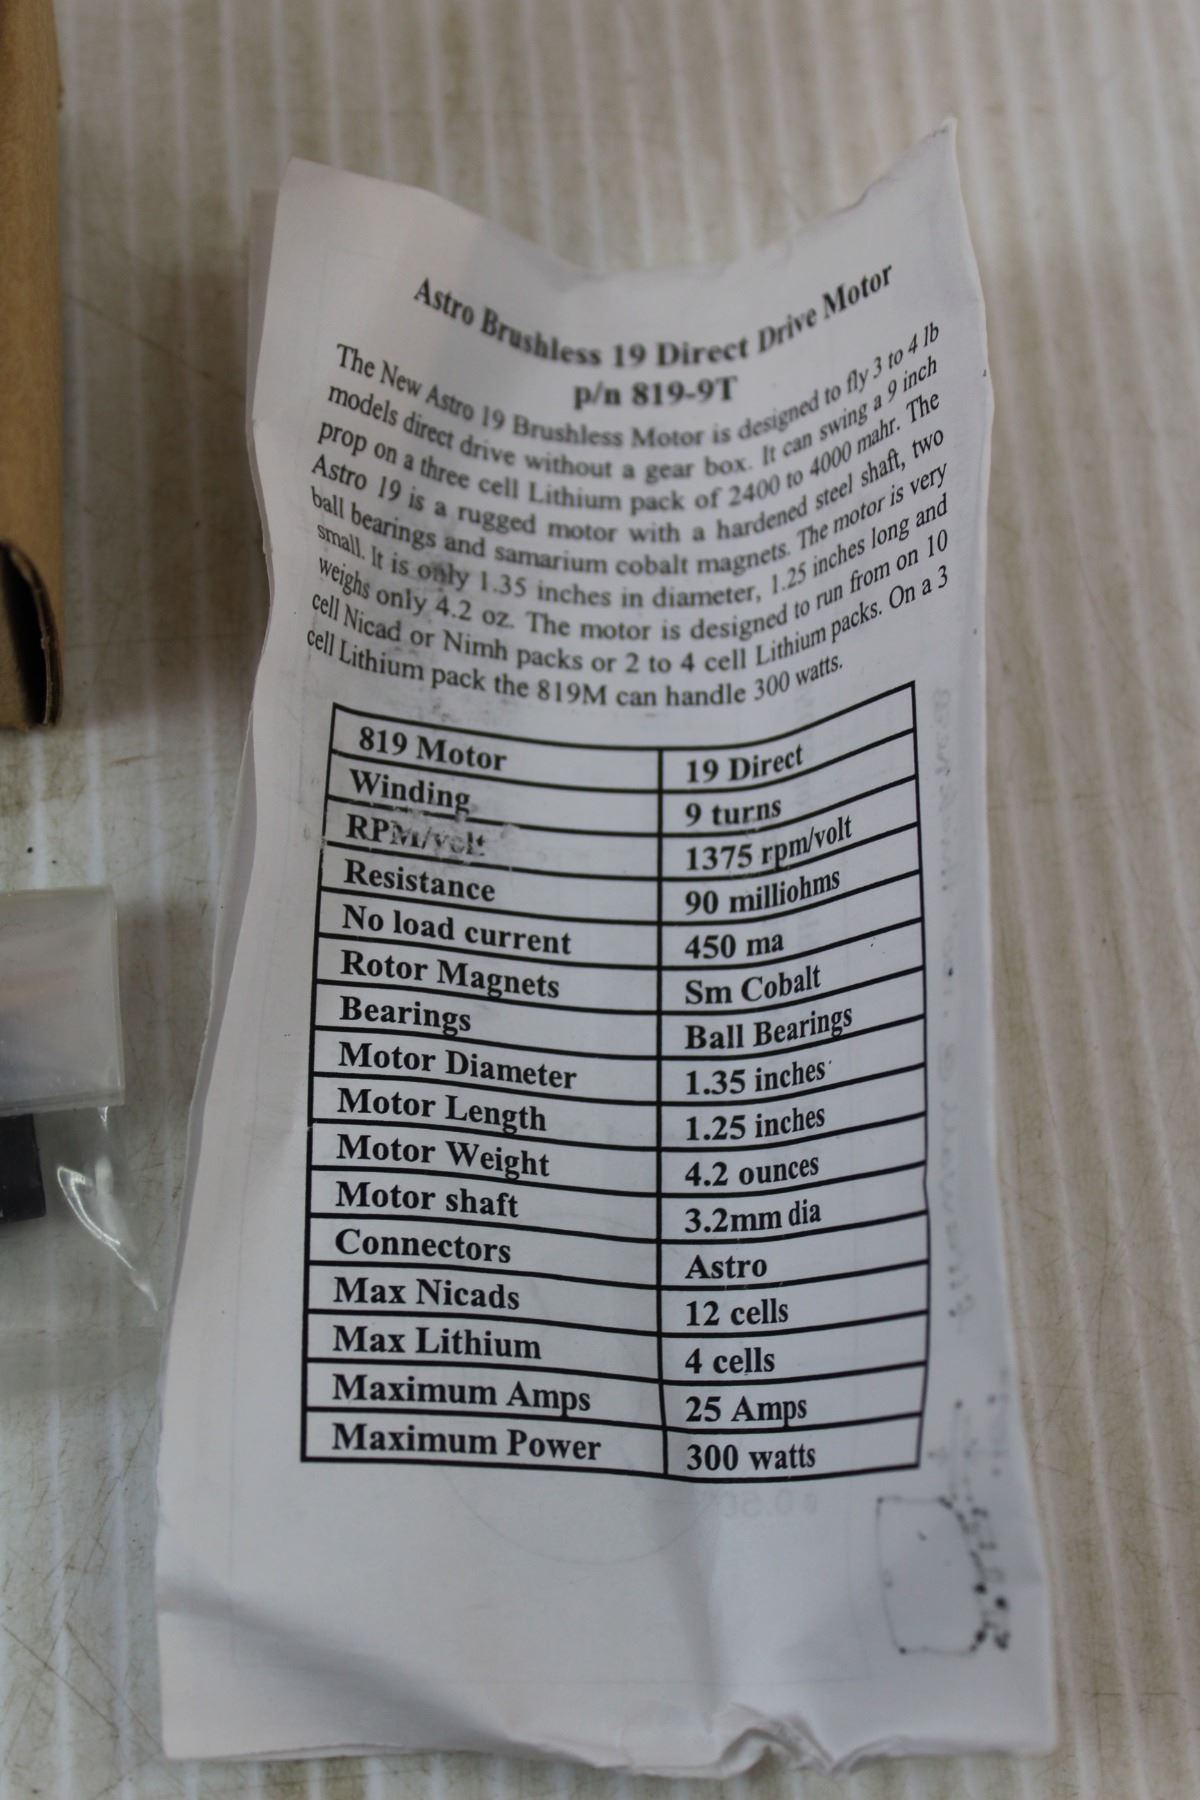 Astro Brushless 19 Direct Drive Motor
p/n 819-9T
The New Astro 19 Brushless Motor is designed to fly 3 to 4 lb
models direct drive without a gear box. It can swing a 9 inch
prop on a three cell Lithium pack of 2400 to 4000 mahr. The
Astro 19 is a rugged motor with a hardened steel shaft, two
ball bearings and samarium cobalt magnets. The motor is very
small. It is only 1.35 inches in diameter, 1.25 inches long and
weighs only 4.2 oz. The motor is designed to run from on 10
cell Nicad or Nimh packs or 2 to 4 cell Lithium packs. On a 3
cell Lithium pack the 819M can handle 300 watts.
819 Motor 19 Direct
Winding 9 turns
RPM/volt 1375 rpm/volt
Resistance 90 milliohms
No load current 450 ma
Rotor Magnets Sm Cobalt
Bearings Ball Bearings
Motor Diameter 1.35 inches
Motor Length 1.25 inches
Motor Weight 4.2 ounces
Motor shaft 3.2mm dia
Connectors Astro
Max Nicads 12 cells
Max Lithium 4 cells
Maximum Amps 25 Amps
Maximum Power 300 watts